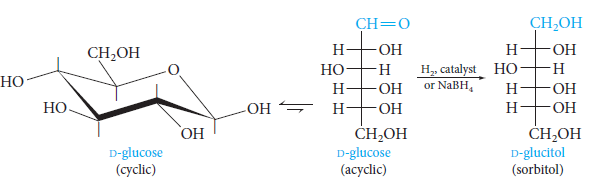 CH₂OH
HO
O
HO
OH
OH
D-glucose
(cyclic)
CH=O
H OH
HO H
H OH
H OH
CH₂OH
D-glucose
(acyclic)
H₂, catalyst
or NaBH₄
CH₂OH
H OH
HO H
H OH
H OH
CH₂OH
D-glucitol
(sorbitol)